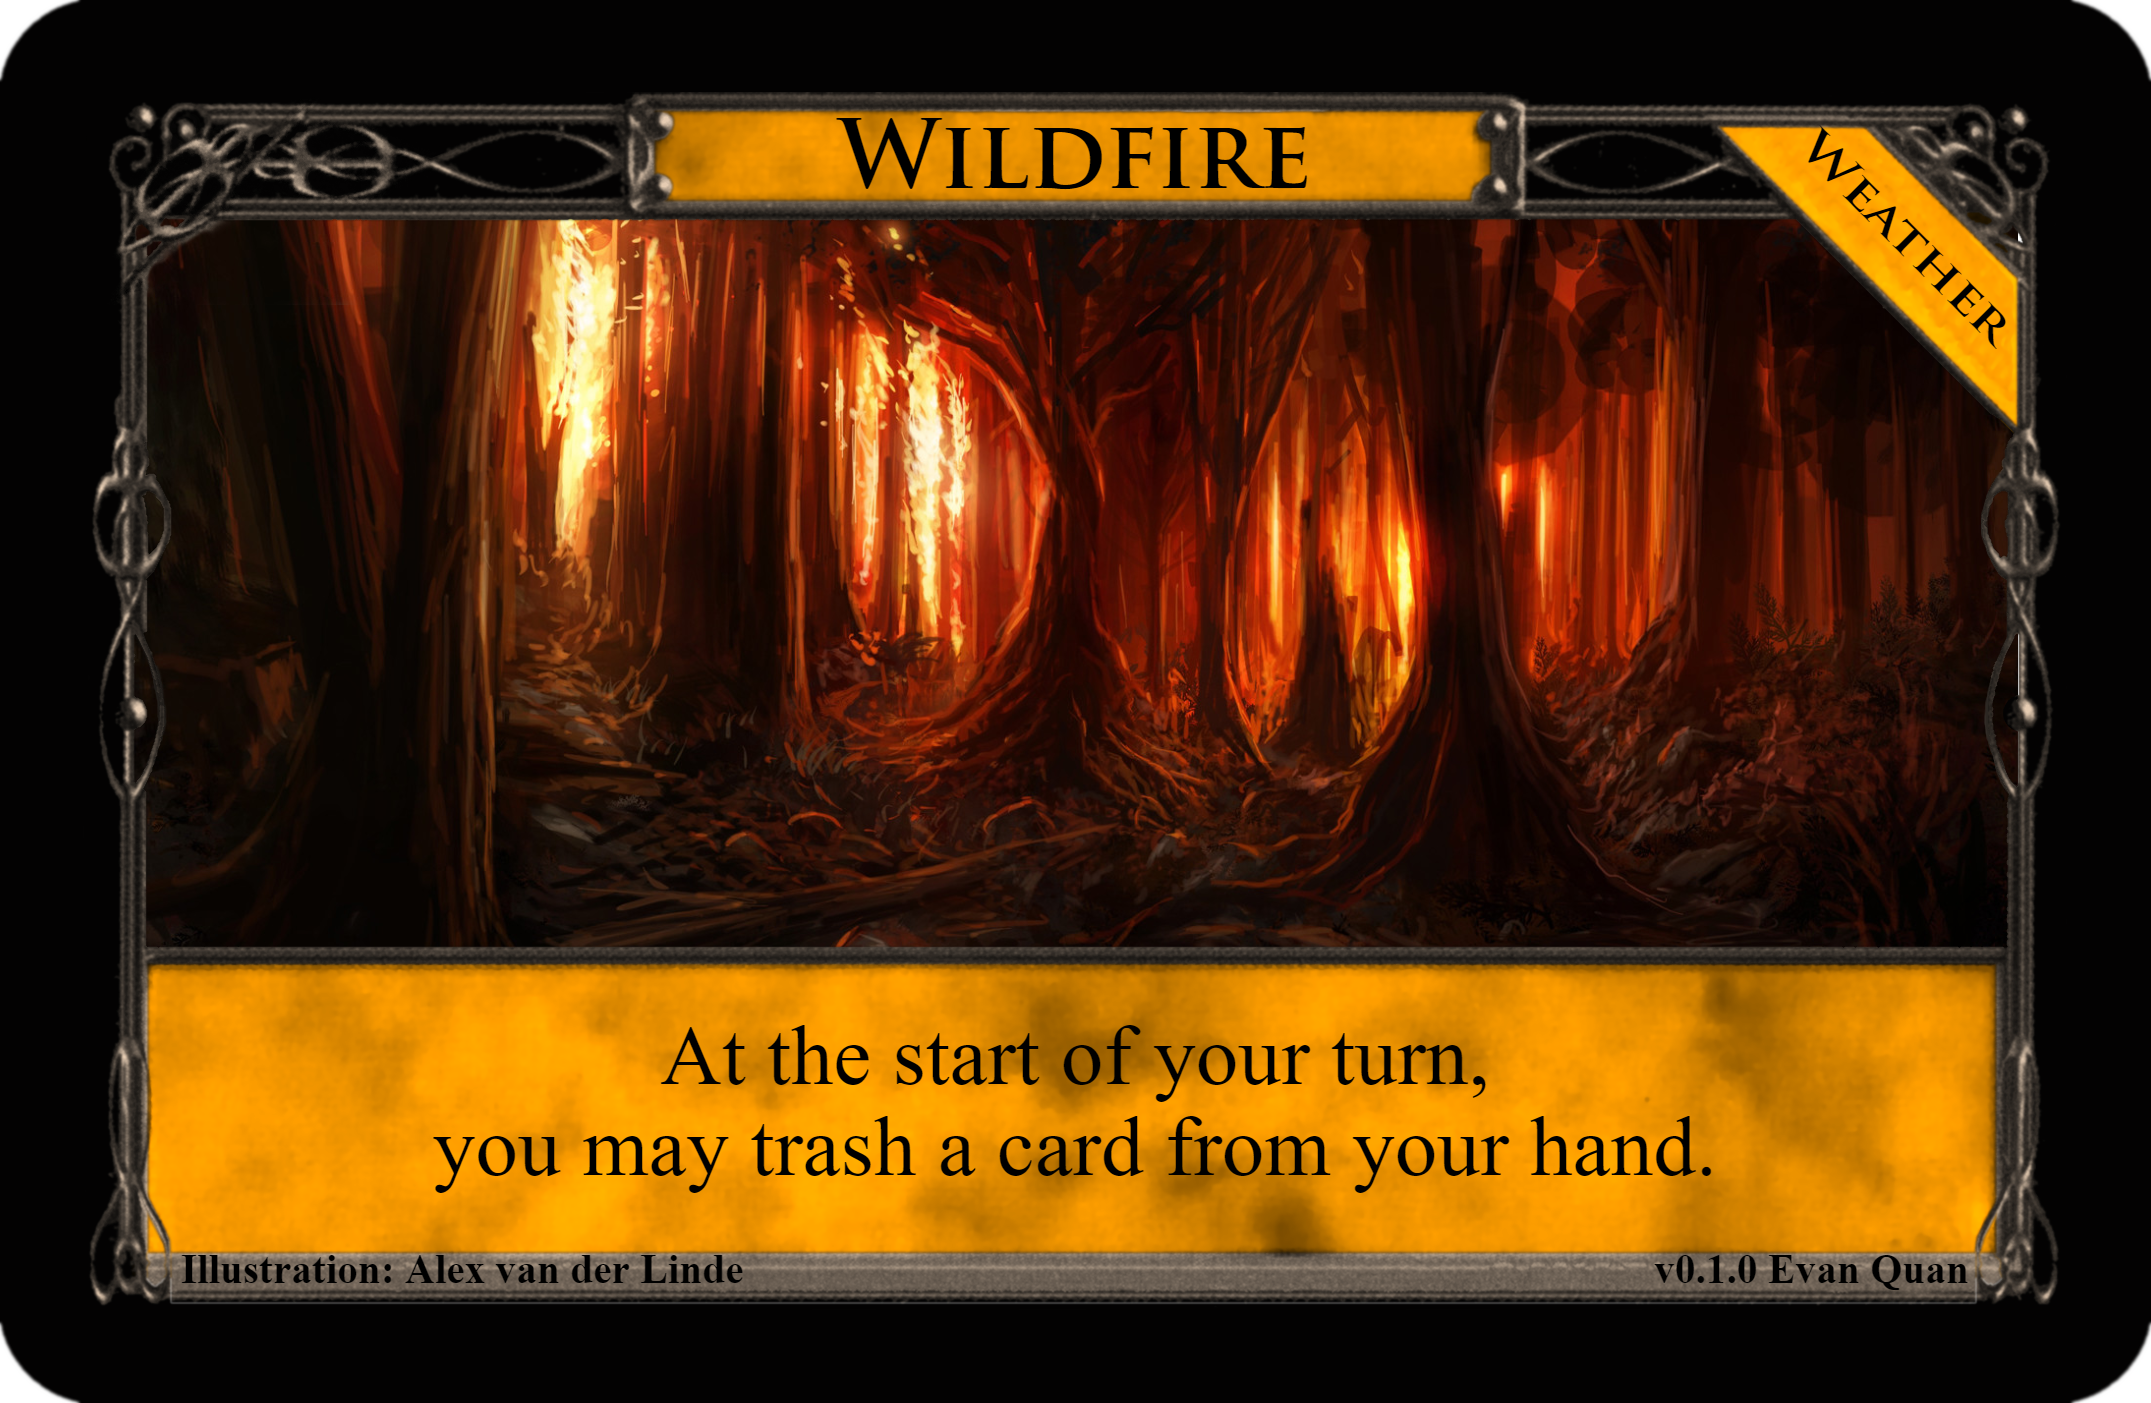 Wildfire
Weather
At the start of your turn,
you may trash a card from your hand.
Illustration: Alex van der Linde
v0.1.0 Evan Quan